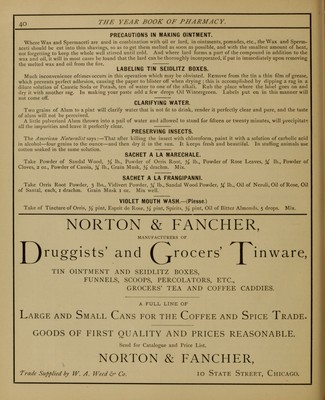 40 THE YEAR BOOK OF PHARMACY.
PRECAUTIONS IN MAKING OINTMENT.
Where Wax and Spermacetti are used in combination with oil or lard, in ointments, pomades, etc., the Wax and Sperm-
acetti should be cut into thin shavings, so as to get them melted as soon as possible, and with the smallest amount of heat,
not forgetting to keep the whole well stirred until cold. And where lard forms a part of the compound in addition to the
wax and oil, it will in most cases be found that the lard can be thoroughly incorporated, if put in immediately upon removing
the melted wax and oil from the fire.
LABELING TIN SEIDLITZ BOXES.
Much inconvenience ofttimes occurs in this operation which may be obviated. Remove from the tin a thin film of grease,
which prevents perfect adhesion, causing the paper to blister off when drying; this is accomplished by dipping a rag in a
dilute solution of Caustic Soda or Potash, lye of water to one of the alkali. Rub the place where the label goes on and
dry it with another rag. In making your paste add a few drops Oil Wintergreen. Labels put on in this manner will
not come off.
CLARIFYING WATER.
Two grains of Alum to a pint will clarify water that is not fit to drink, render it perfectly clear and pure, and the taste
of alum will not be perceived.
A little pulverized Alum thrown into a pail of water and allowed to stand for fifteen or twenty minutes, will precipitate
all the impurities and leave it perfectly clear.
PRESERVING INSECTS.
The American Naturalist says:—That after killing the insect with chloroform, paint it with a solution of carbolic acid
in alcohol—four grains to the ounce—and then dry it in the sun. It keeps fresh and beautiful. In stuffing animals use
cotton soaked in the same solution.
SACHET A LA MARECHALE.
Take Powder of Sandal Wood, ½ lb., Powder of Orris Root, ½ lb., Powder of Rose Leaves, ½ lb., Powder of
Cloves, 2 oz., Powder of Cassia, ½ lb., Grain Musk, ½ drachm. Mix.
SACHET A LA FRANGIPANNI.
Take Orris Root Powder, 3 lbs., Vitivert Powder, ¼ lb., Sandal Wood Powder, ¼ lb., Oil of Neroli, Oil of Rose, Oil
of Santal, each, 1 drachm. Grain Musk 2 oz. Mix well.
VIOLET MOUTH WASH.—(Piesse)
Take of Tincture of Orris, ½ pint, Esprit de Rose, ½ pint, Spirits, ½ pint, Oil of Bitter Almonds, 5 drops. Mix.
NORTON & FANCHER,
MANUFACTURERS OF
Druggists' and Grocers' Tinware,
TIN OINTMENT AND SEIDLITZ BOXES,
FUNNELS, SCOOPS, PERCOLATORS, ETC.,
GROCERS' TEA AND COFFEE CADDIES.
A FULL LINE OF
LARGE AND SMALL CANS FOR THE COFFEE AND SPICE TRADE.
GOODS OF FIRST QUALITY AND PRICES REASONABLE.
Send for Catalogue and Price List.
NORTON & FANCHER,
Trade Supplied by W. A. Weed & Co. 10 STATE STREET, CHICAGO.